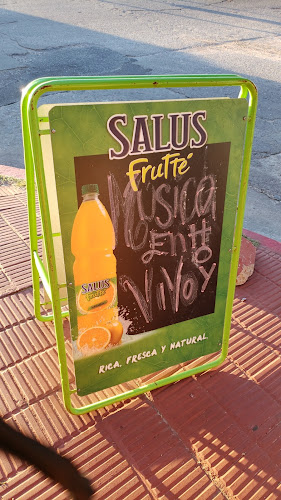 SALUS
Frutté
Música
En
HOY
Vivo
SALUS
Frutté
RICA, FRESCA Y NATURAL.